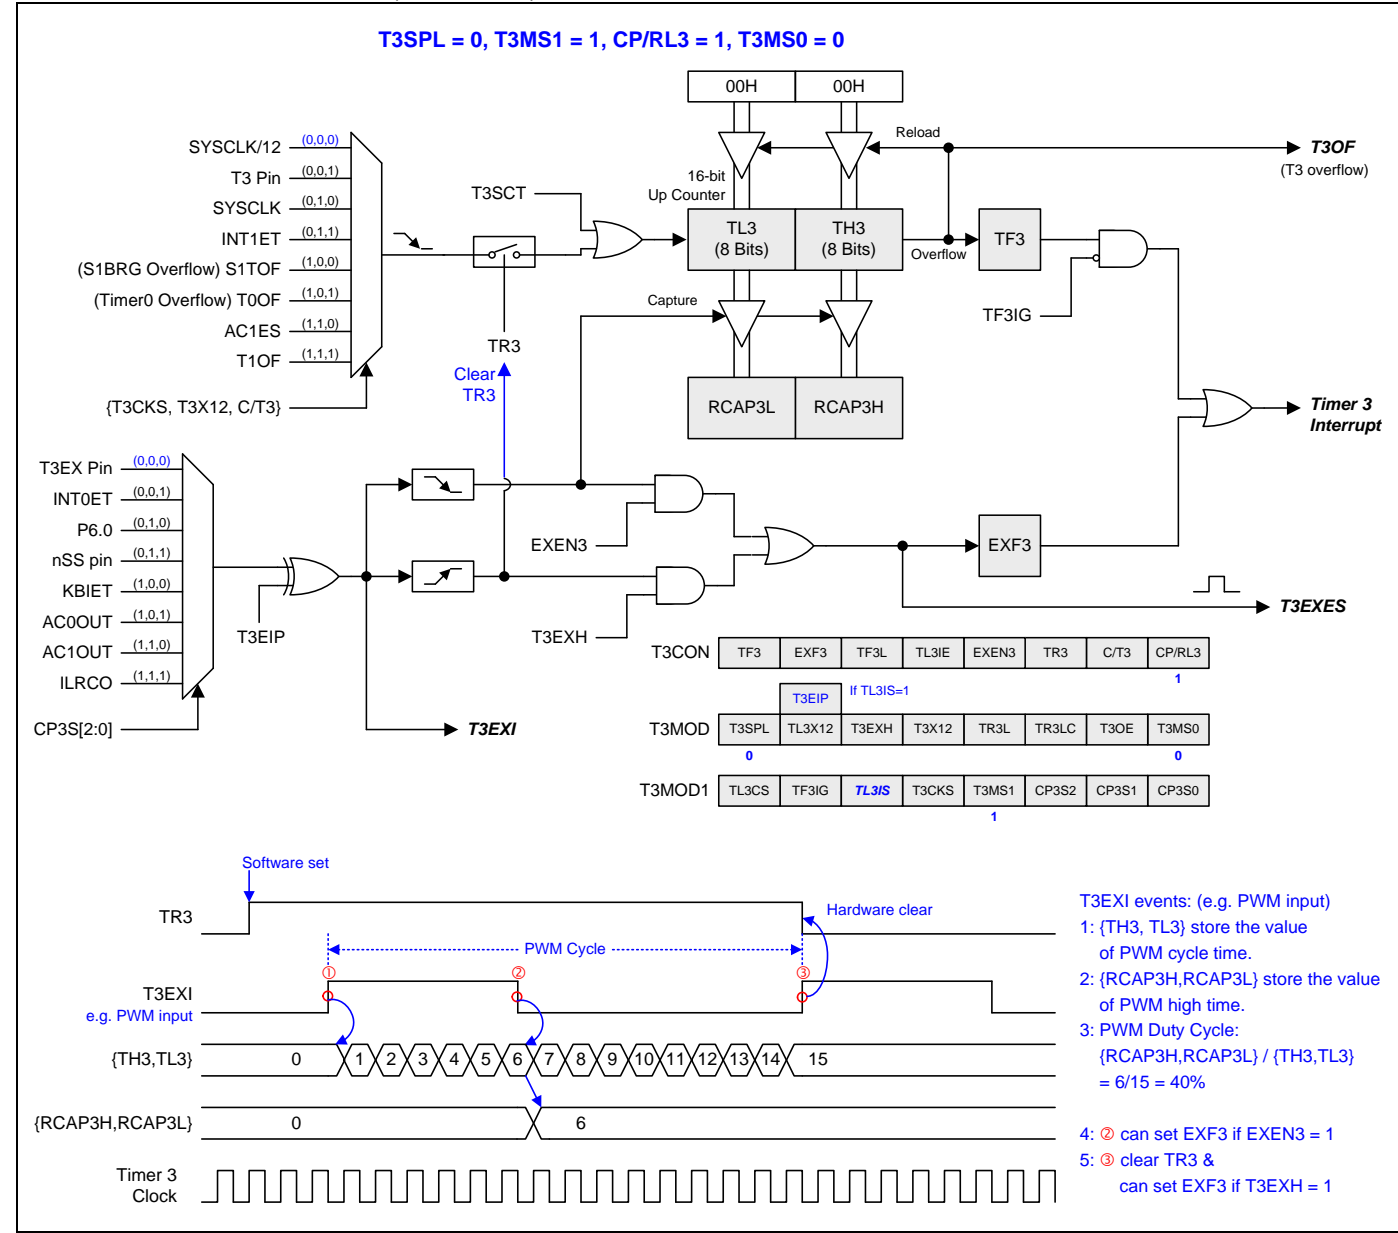 T3SPL = 0, T3MS1 = 1, CP/RL3 = 1, T3MS0 = 0
00H
00H
SYSCLK/12 (0,0,0)
T3 Pin (0,0,1)
SYSCLK (0,1,0)
INT1ET (0,1,1)
(S1BRG Overflow) S1TOF (1,0,0)
(Timer0 Overflow) T0OF (1,0,1)
AC1ES (1,1,0)
T1OF (1,1,1)
{T3CKS, T3X12, C/T3}
T3SCT
16-bit
Up Counter
Reload
T3OF
(T3 overflow)
TL3
(8 Bits)
TH3
(8 Bits)
Overflow
TF3
TF3IG
Capture
TR3
Clear
TR3
RCAP3L
RCAP3H
Timer 3
Interrupt
T3EX Pin (0,0,0)
INT0ET (0,0,1)
P6.0 (0,1,0)
nSS pin (0,1,1)
KBIET (1,0,0)
AC0OUT (1,0,1)
AC1OUT (1,1,0)
ILRCO (1,1,1)
CP3S[2:0]
T3EIP
T3EXI
EXEN3
T3EXH
EXF3
T3EXES
T3CON TF3 EXF3 TF3L TL3IE EXEN3 TR3 C/T3 CP/RL3
1
T3EIP If TL3IS=1
T3MOD T3SPL TL3X12 T3EXH T3X12 TR3L TR3LC T3OE T3MS0
0 0
T3MOD1 TL3CS TF3IG TL3IS T3CKS T3MS1 CP3S2 CP3S1 CP3S0
1
Software set
TR3
Hardware clear
PWM Cycle
① ② ③
T3EXI
e.g. PWM input
{TH3,TL3} 0 1 2 3 4 5 6 7 8 9 10 11 12 13 14 15
{RCAP3H,RCAP3L} 0 6
Timer 3
Clock
T3EXI events: (e.g. PWM input)
1: {TH3, TL3} store the value
of PWM cycle time.
2: {RCAP3H,RCAP3L} store the value
of PWM high time.
3: PWM Duty Cycle:
{RCAP3H,RCAP3L} / {TH3,TL3}
= 6/15 = 40%
4: ② can set EXF3 if EXEN3 = 1
5: ③ clear TR3 &
can set EXF3 if T3EXH = 1